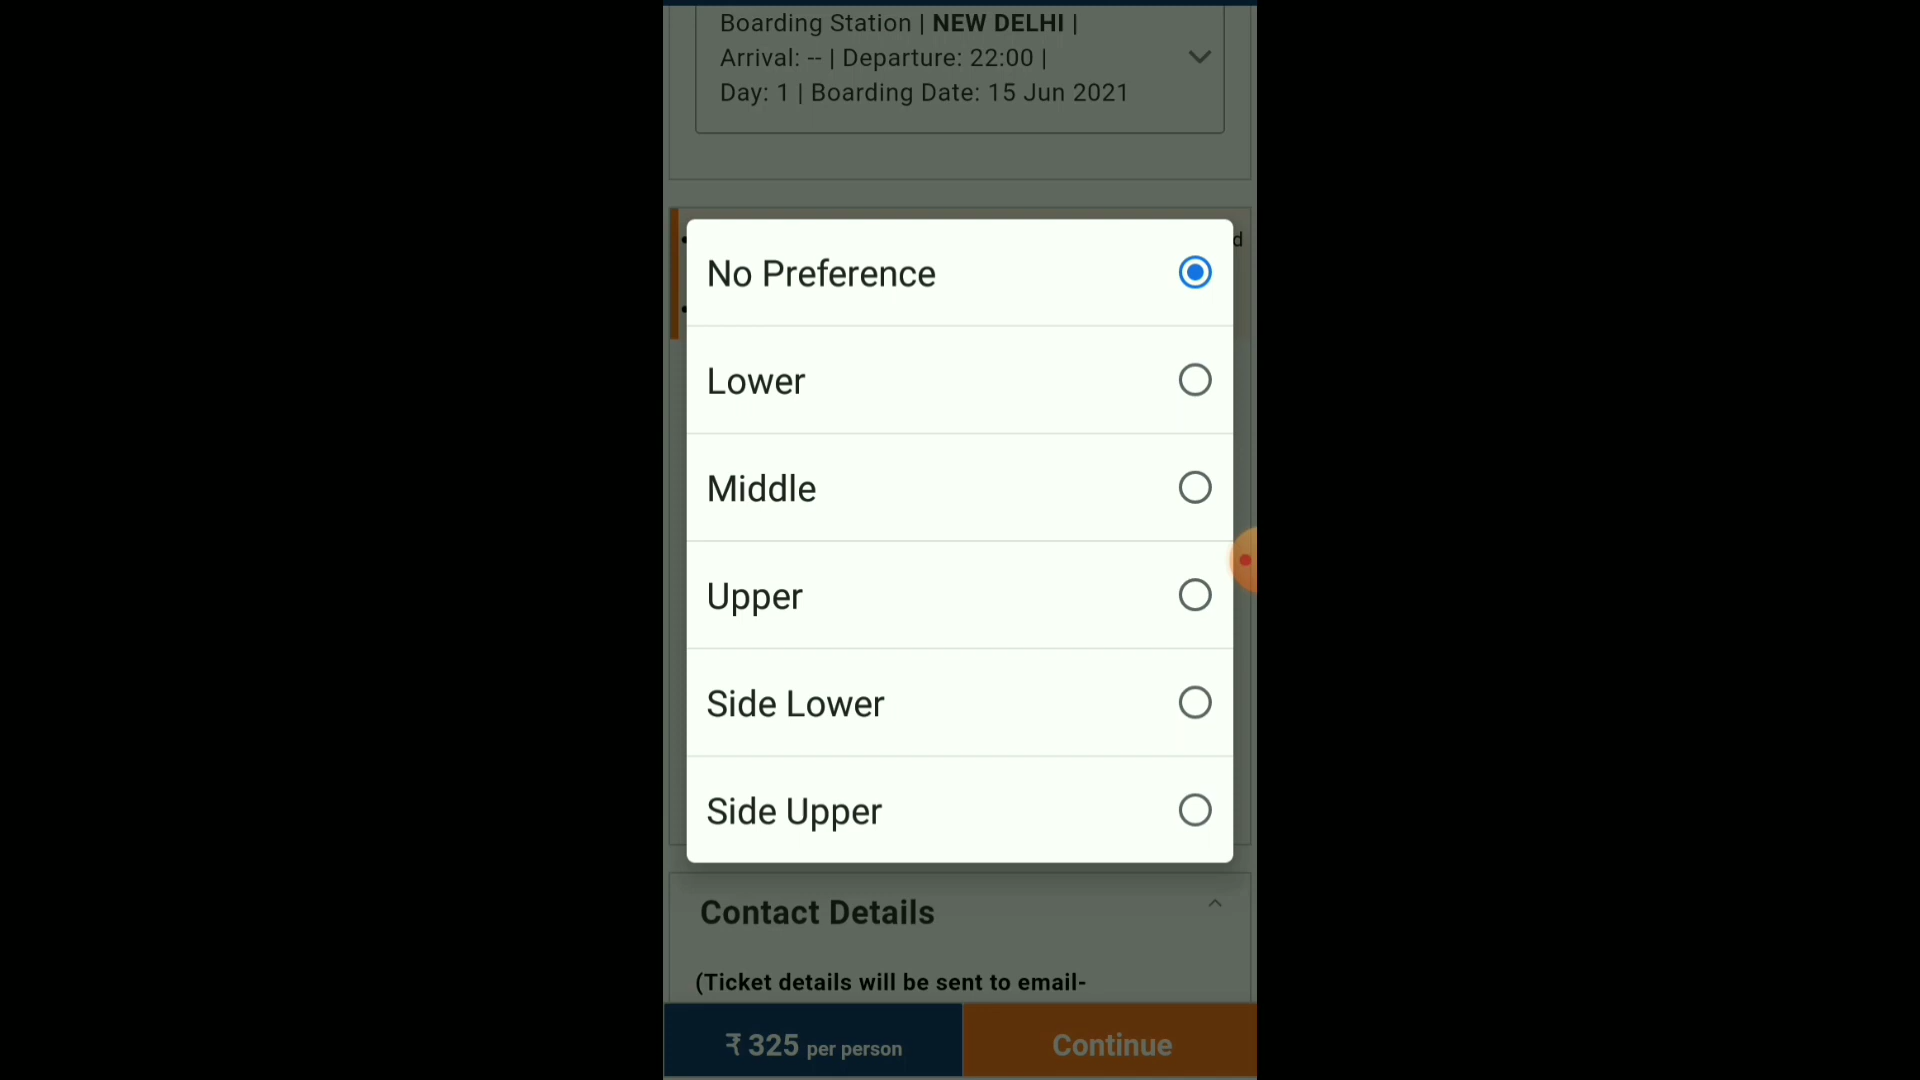 Boarding Station | NEW DELHI |
Arrival: -- | Departure: 22:00 |
Day: 1 | Boarding Date: 15 Jun 2021
No Preference
Lower
Middle
Upper
Side Lower
Side Upper
Contact Details
(Ticket details will be sent to email-
₹ 325 per person
Continue